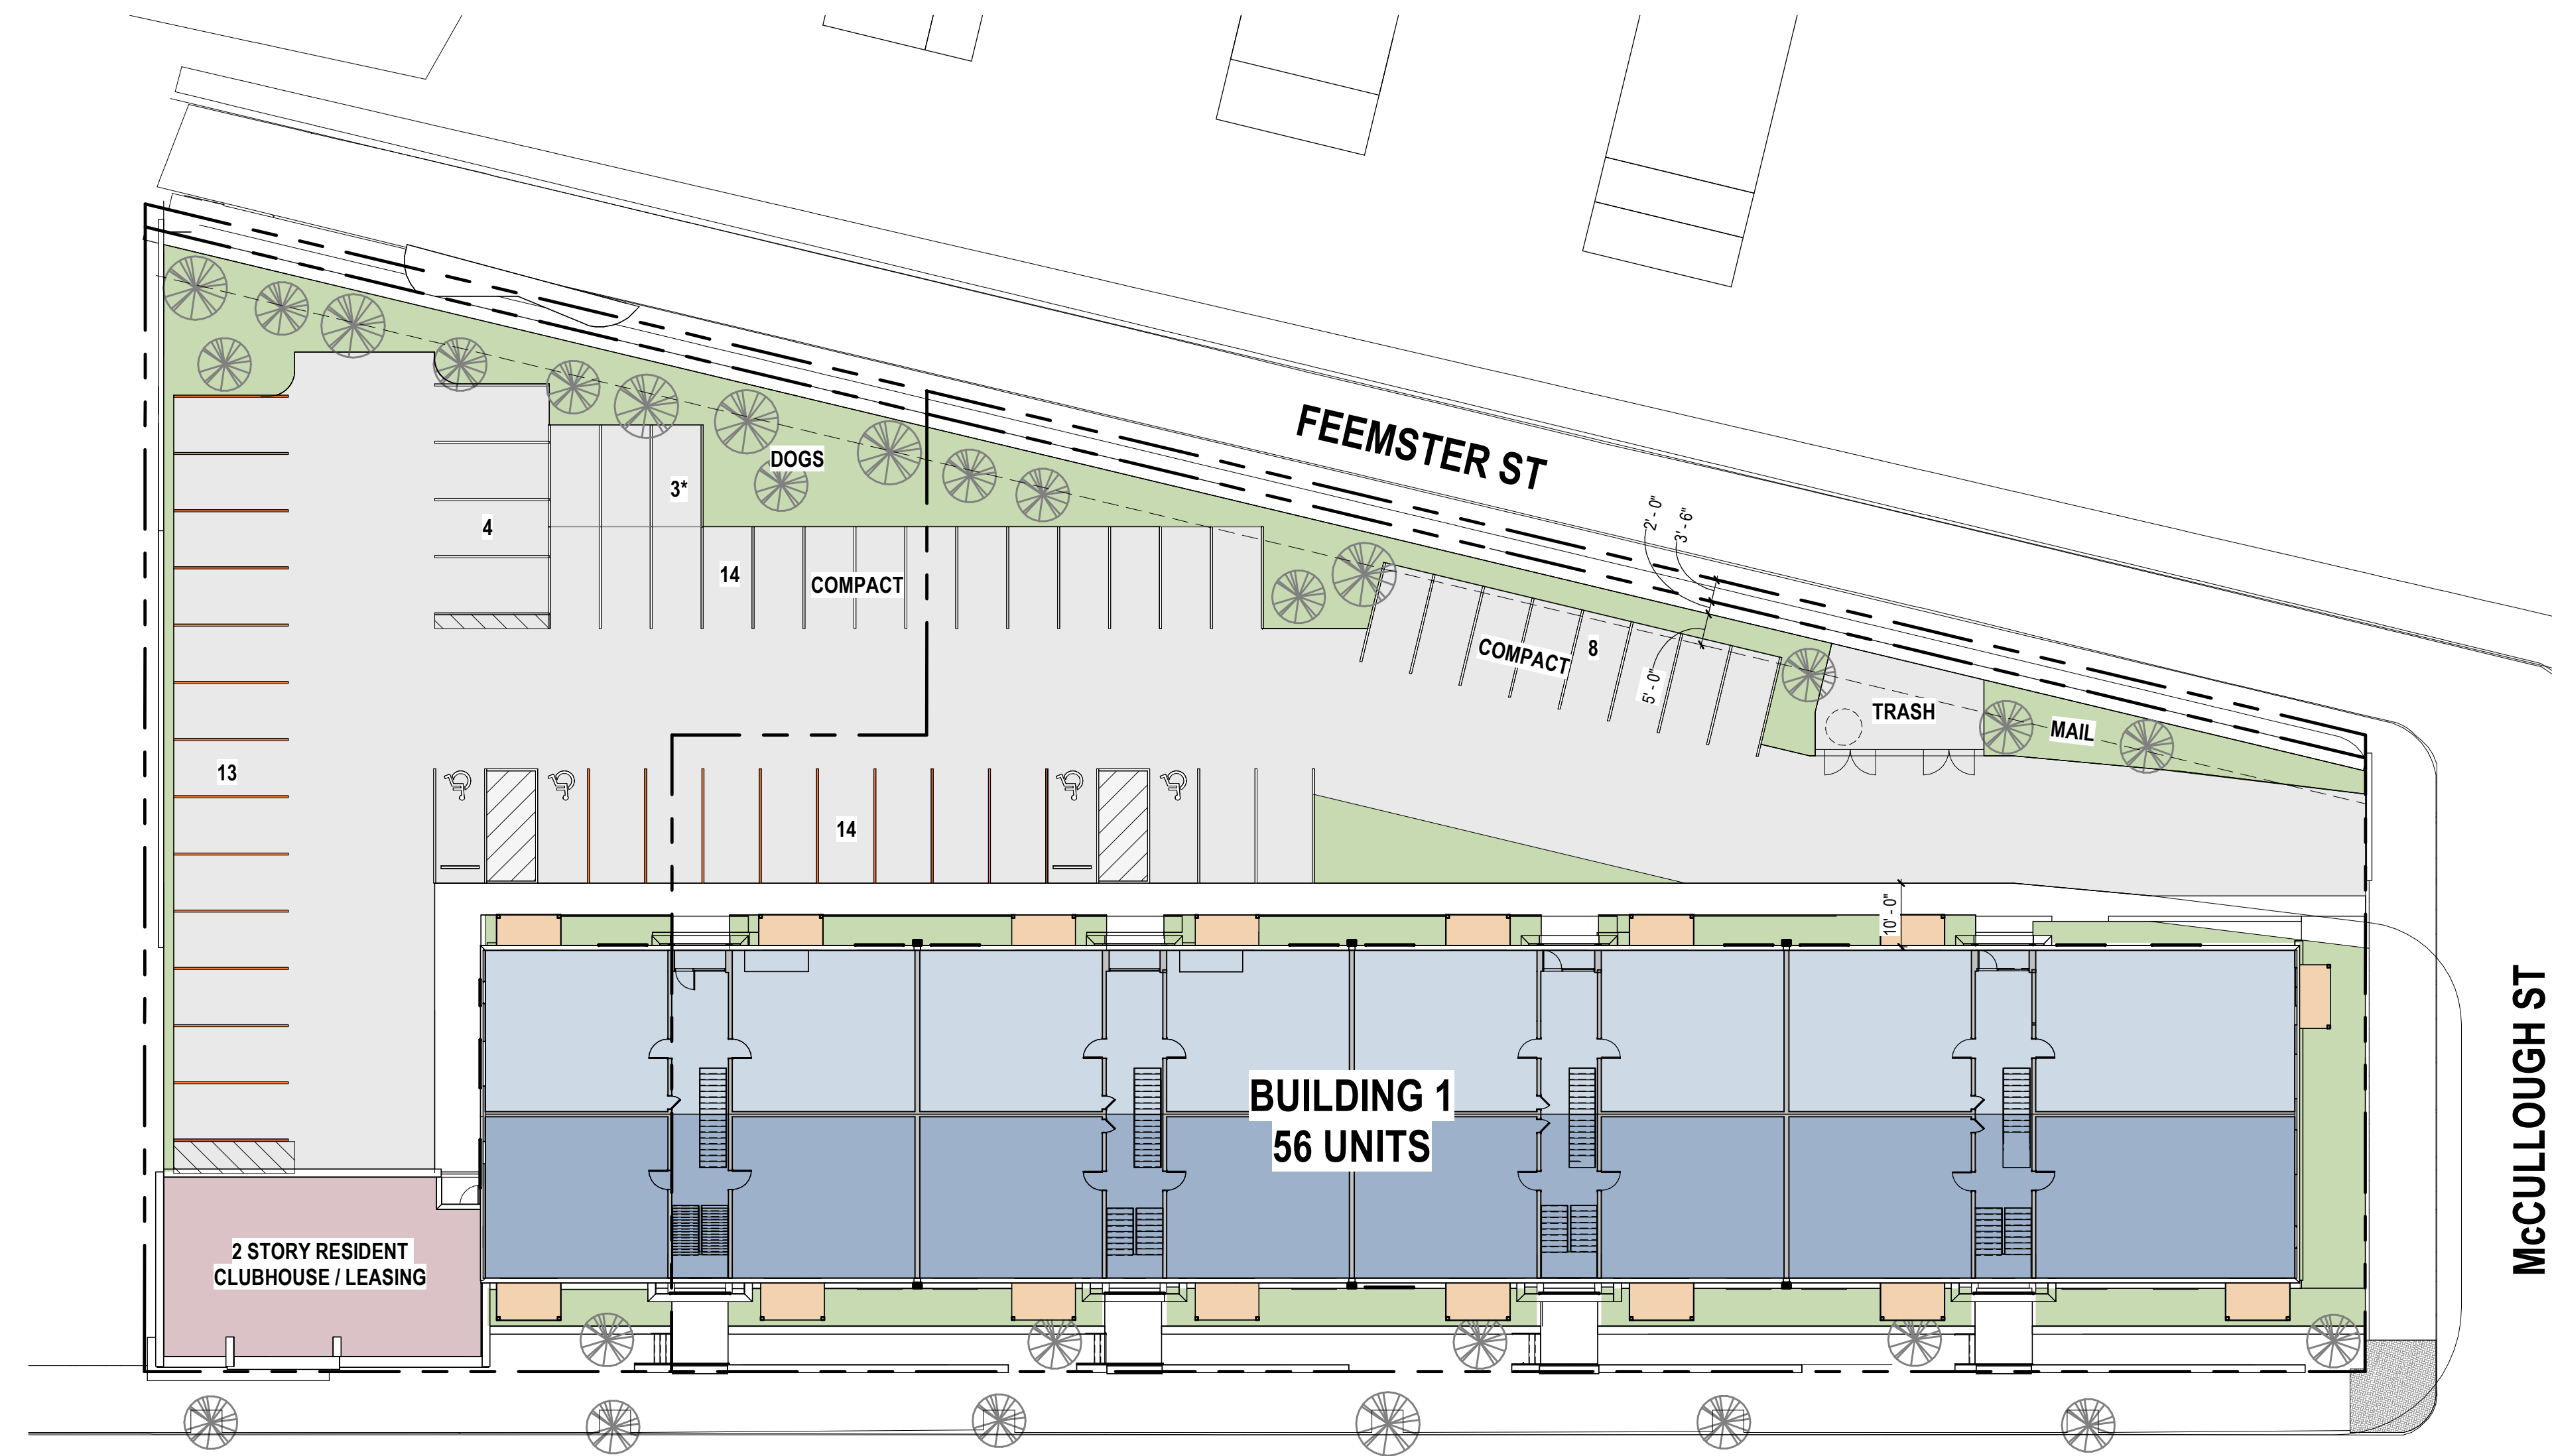 FEEMSTER ST
DOGS
3*
4
14
COMPACT
2' - 0"
3' - 6"
COMPACT
8
5' - 0"
TRASH
MAIL
13
14
10' - 0"
BUILDING 1
56 UNITS
McCULLOUGH ST
2 STORY RESIDENT
CLUBHOUSE / LEASING